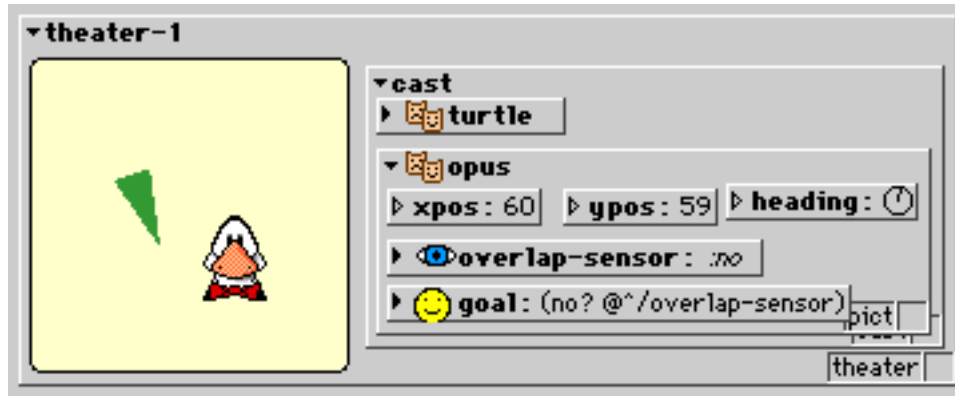 theater-1
cast
turtle
opus
xpos: 60 ypos: 59 heading:
overlap-sensor: :no
goal: (no? @^/overlap-sensor)
pict
theater